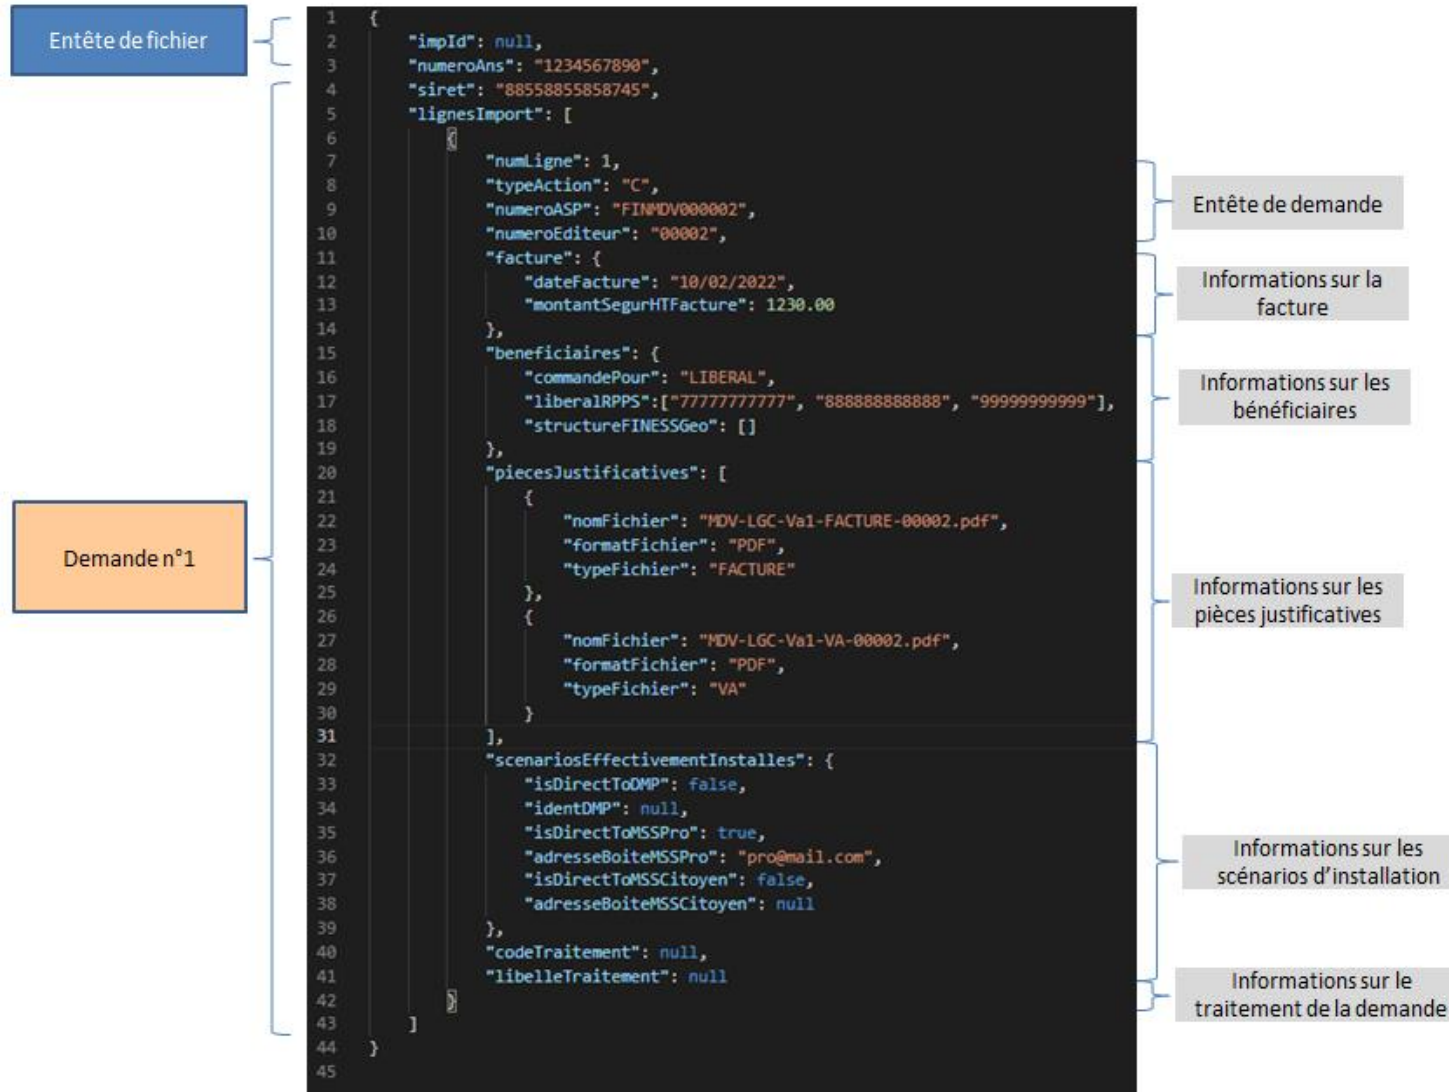 Entête de fichier
Demande n°1
1 {
2 "impId": null,
3 "numeroAns": "1234567890",
4 "siret": "88558855858745",
5 "lignesImport": [
6 {
7 "numLigne": 1,
8 "typeAction": "C",
9 "numeroASP": "FINMDV000002",
10 "numeroEditeur": "00002",
11 "facture": {
12 "dateFacture": "10/02/2022",
13 "montantSegurHTFacture": 1230.00
14 },
15 "beneficiaires": {
16 "commandePour": "LIBERAL",
17 "liberalRPPS":["77777777777", "888888888888", "99999999999"],
18 "structureFINESSGeo": []
19 },
20 "piecesJustificatives": [
21 {
22 "nomFichier": "MDV-LGC-Va1-FACTURE-00002.pdf",
23 "formatFichier": "PDF",
24 "typeFichier": "FACTURE"
25 },
26 {
27 "nomFichier": "MDV-LGC-Va1-VA-00002.pdf",
28 "formatFichier": "PDF",
29 "typeFichier": "VA"
30 }
31 ],
32 "scenariosEffectivementInstalles": {
33 "isDirectToDMP": false,
34 "identDMP": null,
35 "isDirectToMSSPro": true,
36 "adresseBoiteMSSPro": "pro@mail.com",
37 "isDirectToMSSCitoyen": false,
38 "adresseBoiteMSSCitoyen": null
39 },
40 "codeTraitement": null,
41 "libelleTraitement": null
42 }
43 ]
44 }
45
Entête de demande
Informations sur la
facture
Informations sur les
bénéficiaires
Informations sur les
pièces justificatives
Informations sur les
scénarios d'installation
Informations sur le
traitement de la demande